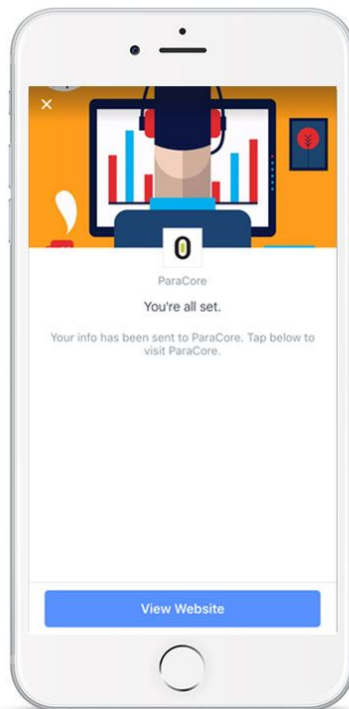 ParaCore
You're all set.
Your info has been sent to ParaCore. Tap below to
visit ParaCore.
View Website